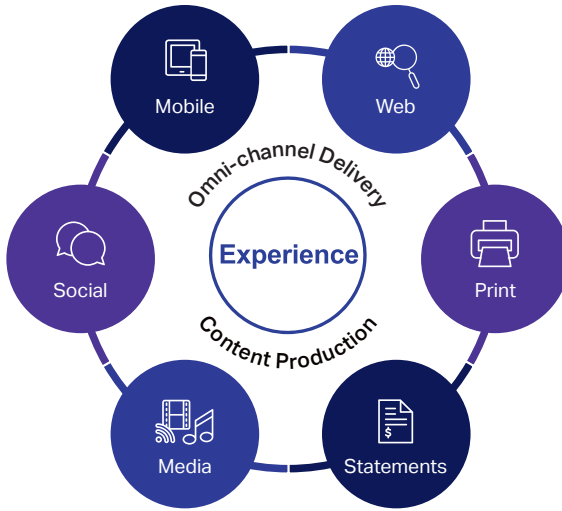 Mobile
Web
Omni-channel Delivery
Experience
Social
Print
Content Production
$
Media
Statements